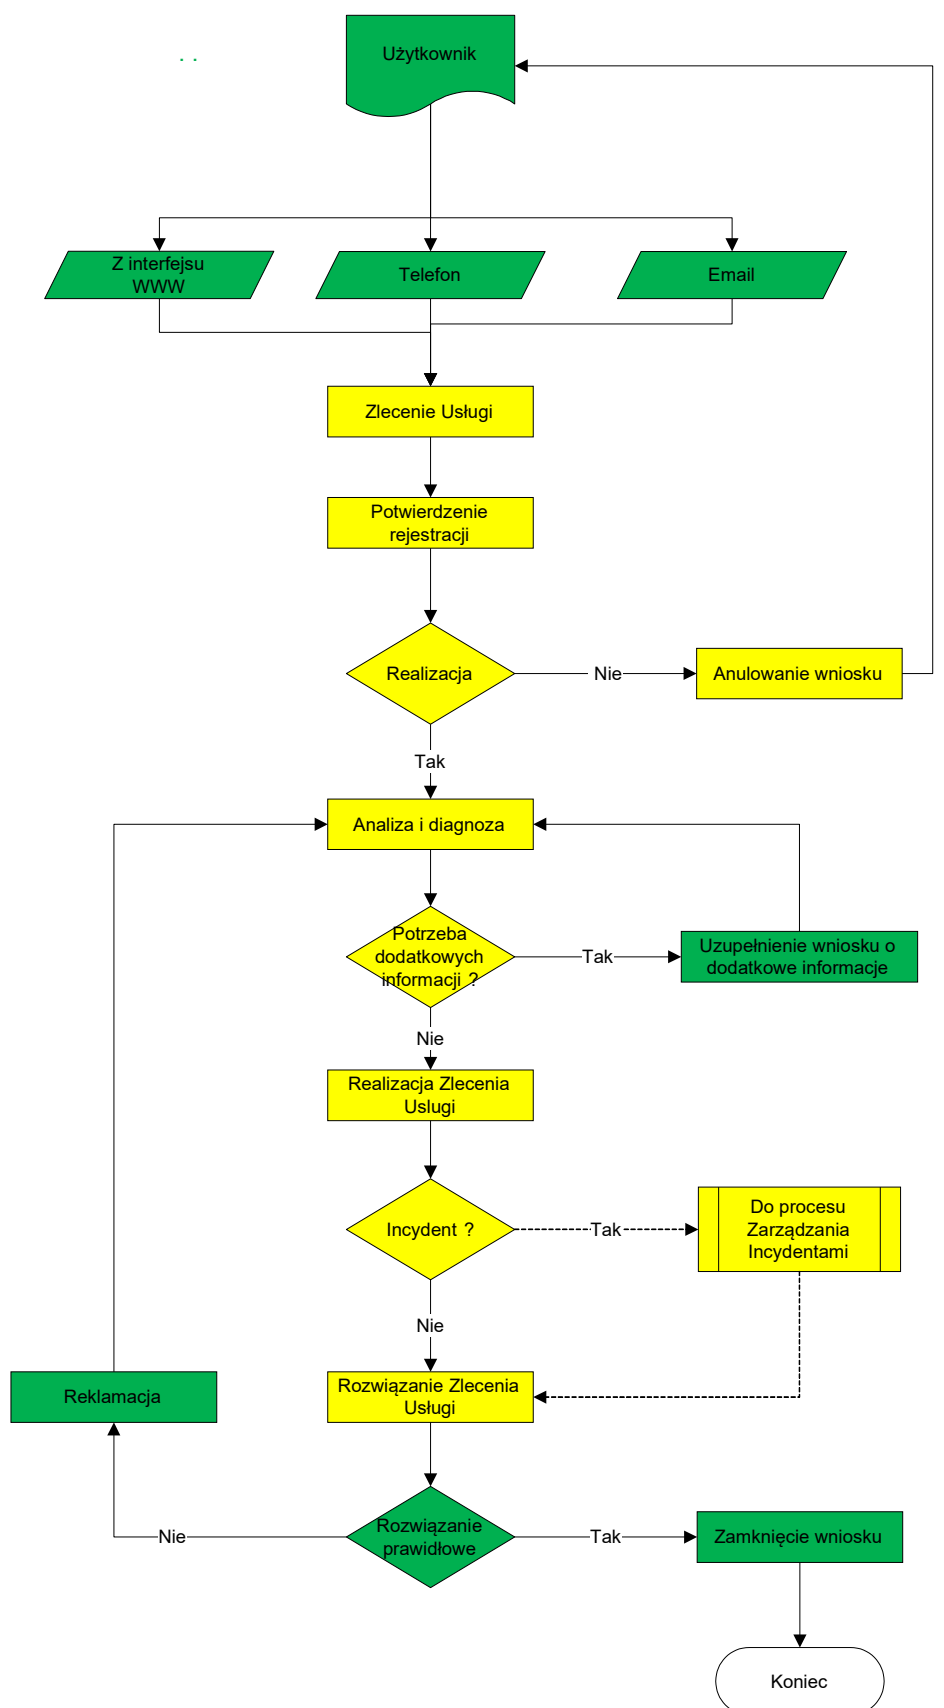 Użytkownik
Z interfejsu
WWW
Telefon
Email
Zlecenie Usługi
Potwierdzenie
rejestracji
Realizacja
Nie
Anulowanie wniosku
Tak
Analiza i diagnoza
Potrzeba
dodatkowych
informacji ?
Tak
Uzupełnienie wniosku o
dodatkowe informacje
Nie
Realizacja Zlecenia
Uslugi
Incydent ?
Tak
Do procesu
Zarządzania
Incydentami
Nie
Reklamacja
Rozwiązanie Zlecenia
Usługi
Nie
Rozwiązanie
prawidłowe
Tak
Zamknięcie wniosku
Koniec